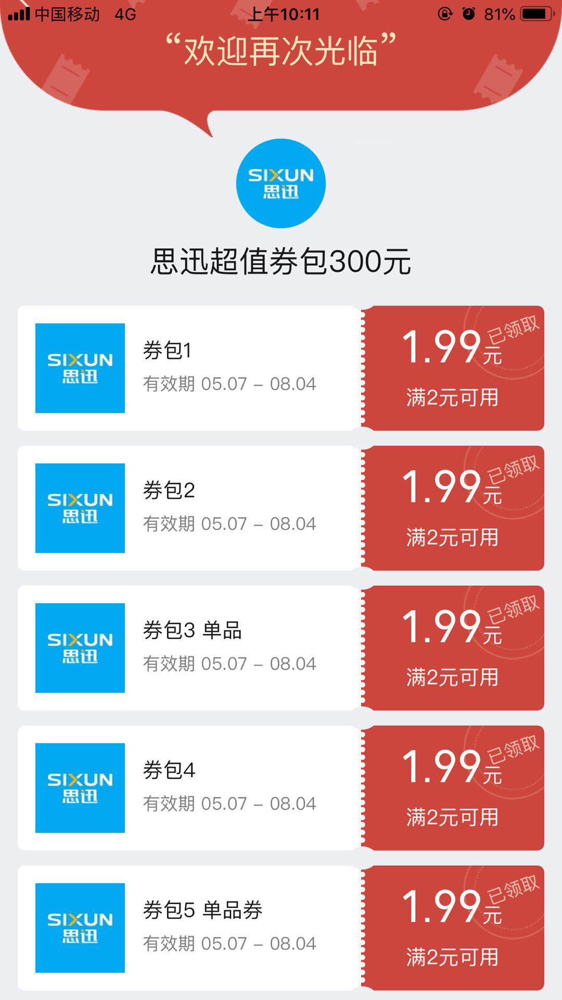 中国移动 4G 上午10:11 81%
“欢迎再次光临”
SIXUN
思迅
思迅超值券包300元
SIXUN
思迅
券包1
有效期 05.07 – 08.04
1.99元
已领取
满2元可用
SIXUN
思迅
券包2
有效期 05.07 – 08.04
1.99元
已领取
满2元可用
SIXUN
思迅
券包3 单品
有效期 05.07 – 08.04
1.99元
已领取
满2元可用
SIXUN
思迅
券包4
有效期 05.07 – 08.04
1.99元
已领取
满2元可用
SIXUN
思迅
券包5 单品券
有效期 05.07 – 08.04
1.99元
已领取
满2元可用